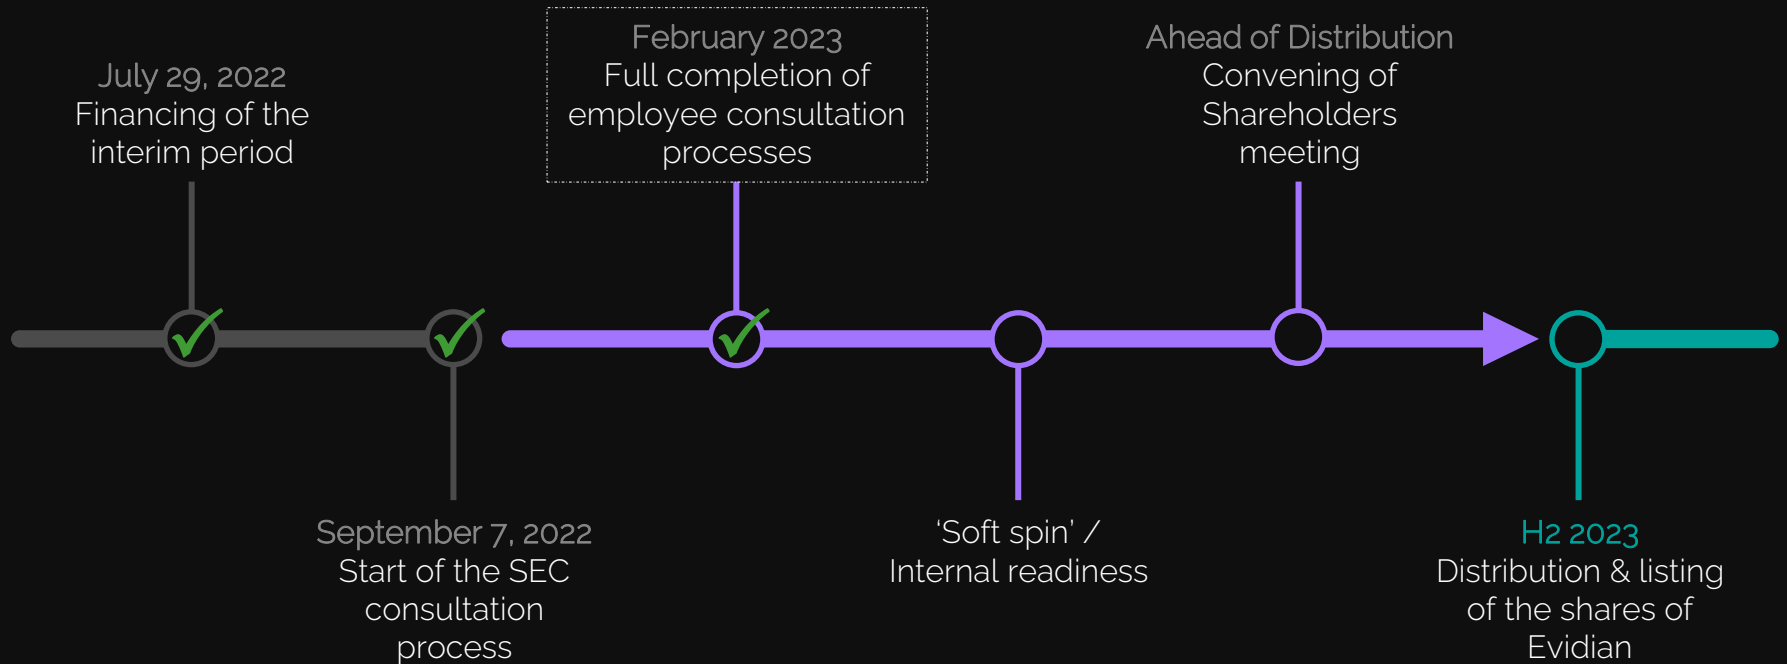 July 29, 2022
Financing of the
interim period
September 7, 2022
Start of the SEC
consultation
process
February 2023
Full completion of
employee consultation
processes
‘Soft spin’ /
Internal readiness
Ahead of Distribution
Convening of
Shareholders
meeting
H2 2023
Distribution & listing
of the shares of
Evidian